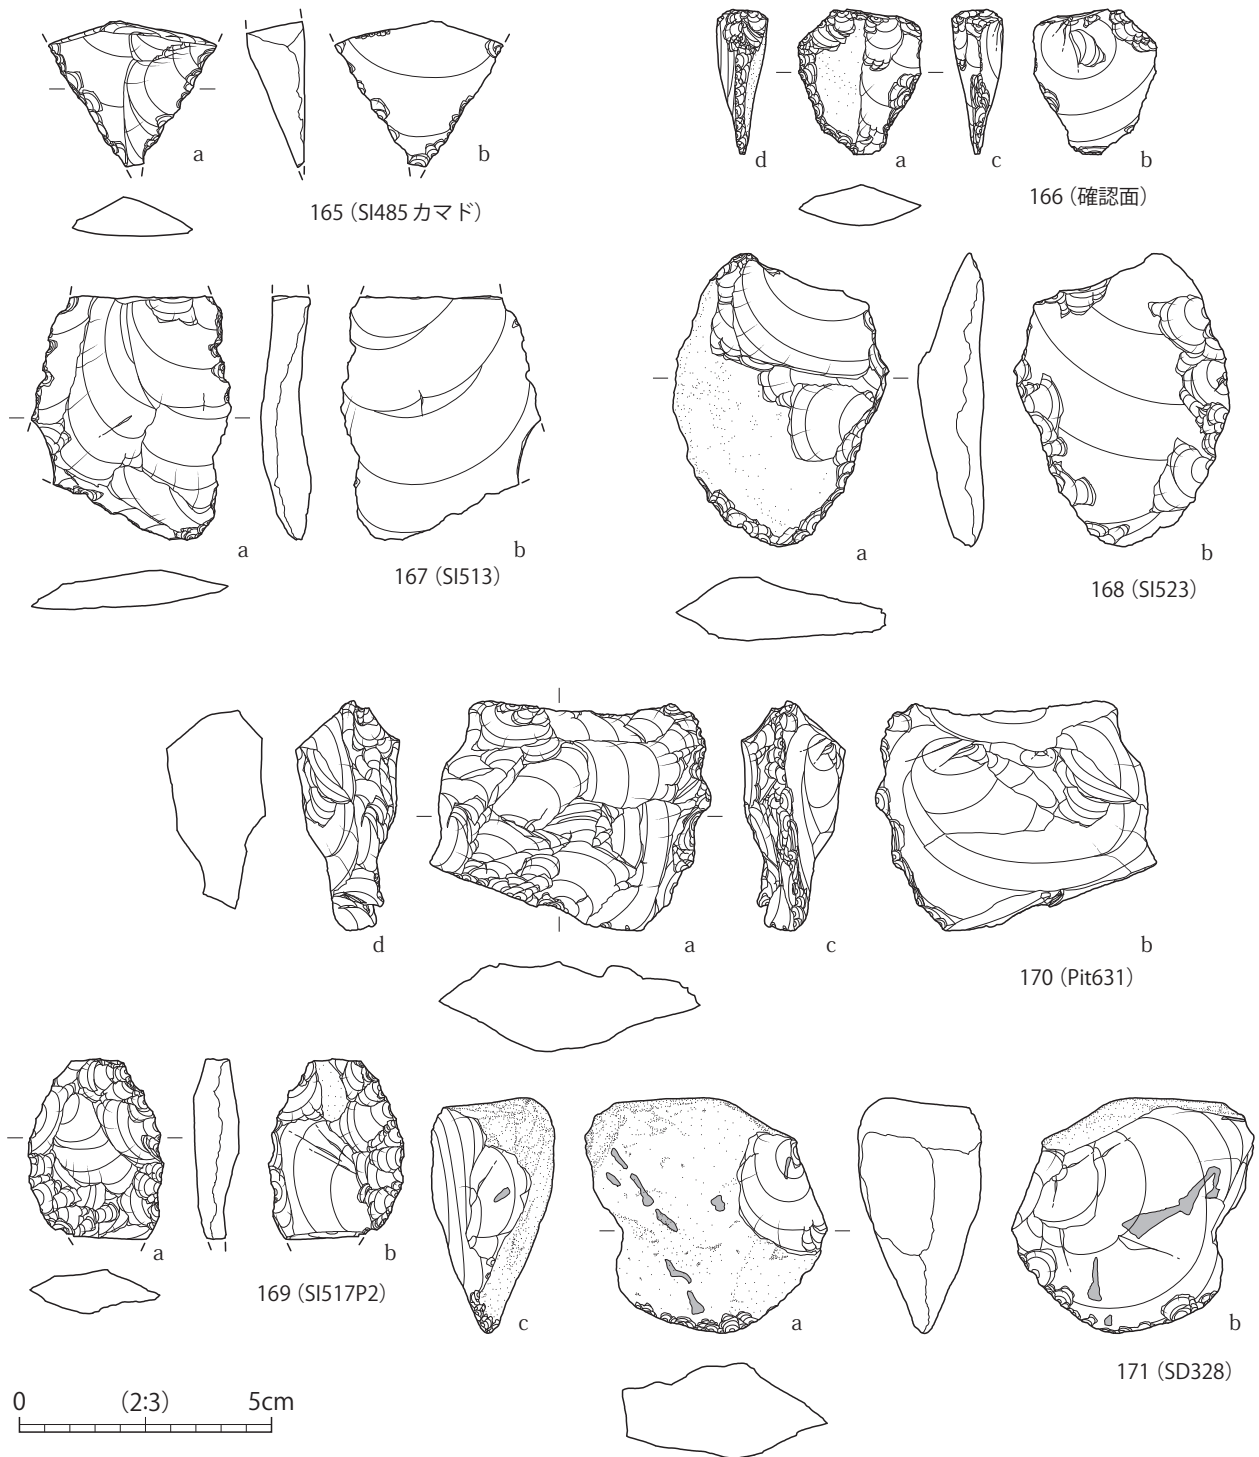 a
b
165（SI485 カマド）
d
a
c
b
166（確認面）
a
b
167（SI513）
a
b
168（SI523）
d
a
c
b
170（Pit631）
a
b
169（SI517P2）
c
a
b
171（SD328）
0 (2:3) 5cm